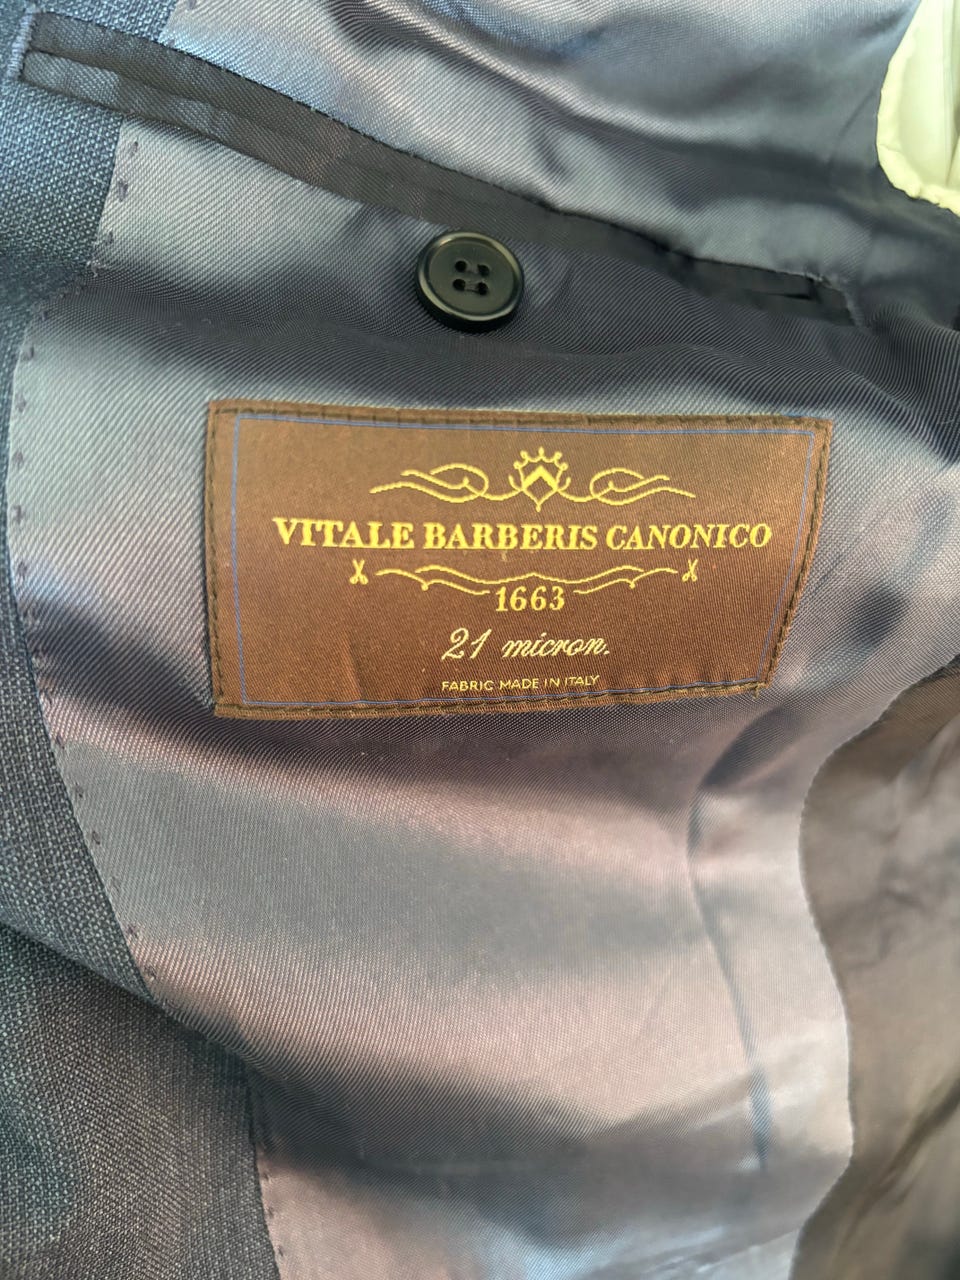 VITALE BARBERIS CANONICO
1663
21 micron.
FABRIC MADE IN ITALY